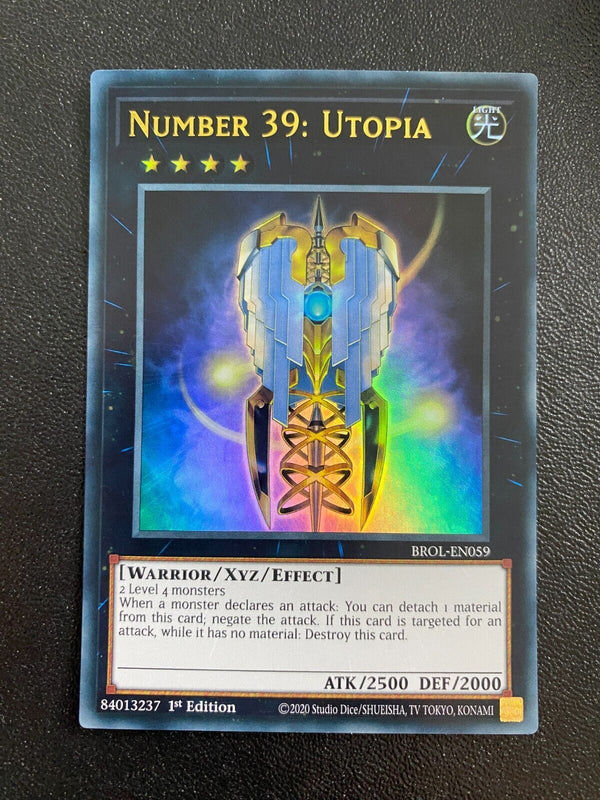 NUMBER 39: UTOPIA
LIGHT
光
BROL-EN059
[WARRIOR/XYZ/EFFECT]
2 Level 4 monsters
When a monster declares an attack: You can detach 1 material
from this card; negate the attack. If this card is targeted for an
attack, while it has no material: Destroy this card.
ATK/2500 DEF/2000
84013237 1st Edition ©2020 Studio Dice/SHUEISHA, TV TOKYO, KONAMI